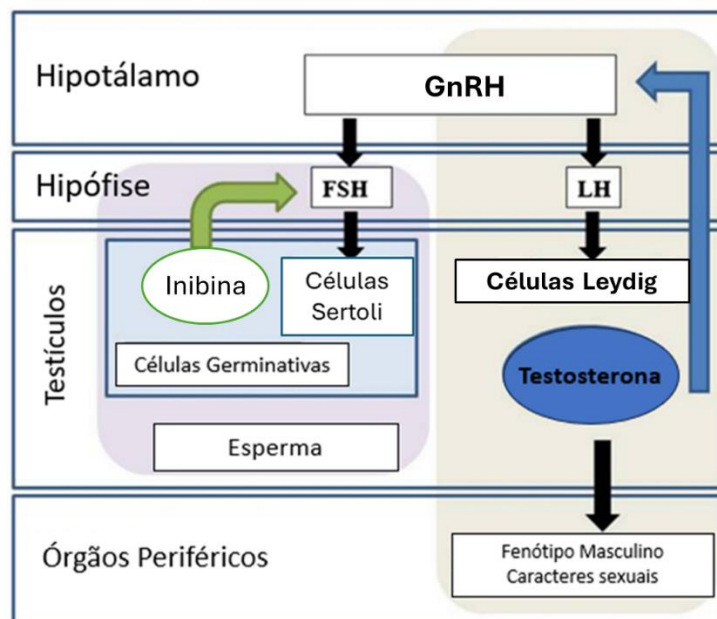 Hipotálamo
GnRH
Hipófise
FSH
LH
Testículos
Inibina
Células
Sertoli
Células Leydig
Células Germinativas
Testosterona
Esperma
Órgãos Periféricos
Fenótipo Masculino
Caracteres sexuais